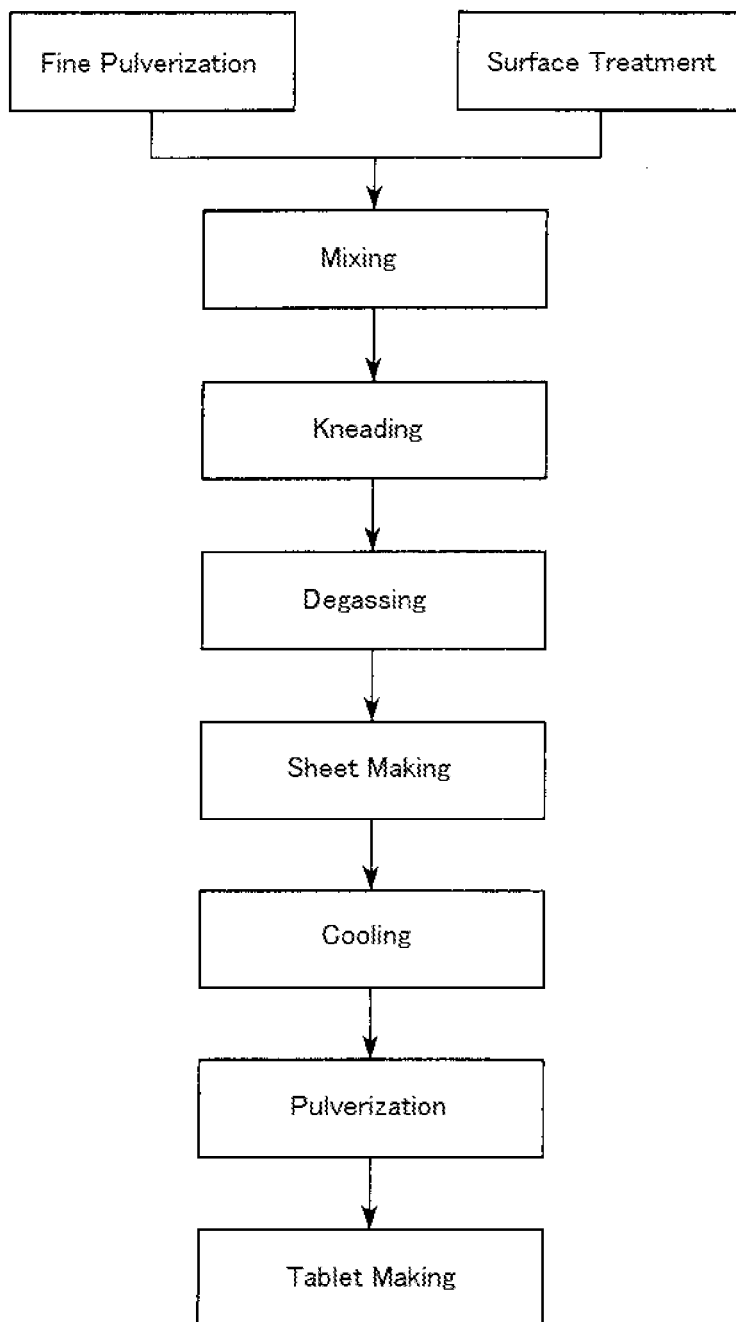 Fine Pulverization
Surface Treatment
Mixing
Kneading
Degassing
Sheet Making
Cooling
Pulverization
Tablet Making